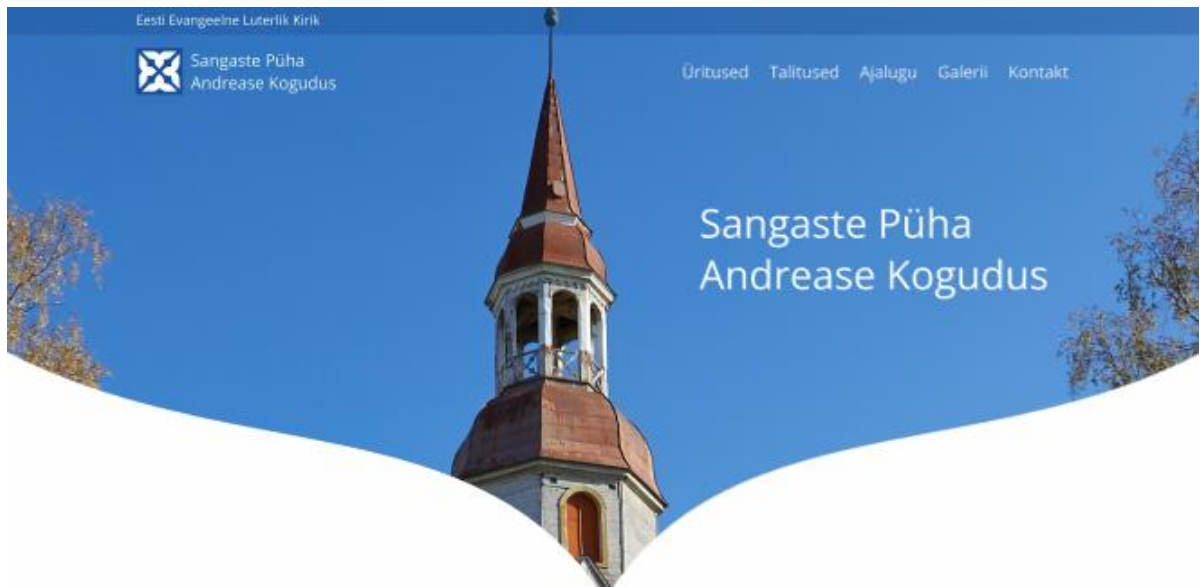 Eesti Evangeelne Luterlik Kirik
Sangaste Püha
Andrease Kogudus
Üritused Talitused Ajalugu Galerii Kontakt
Sangaste Püha
Andrease Kogudus